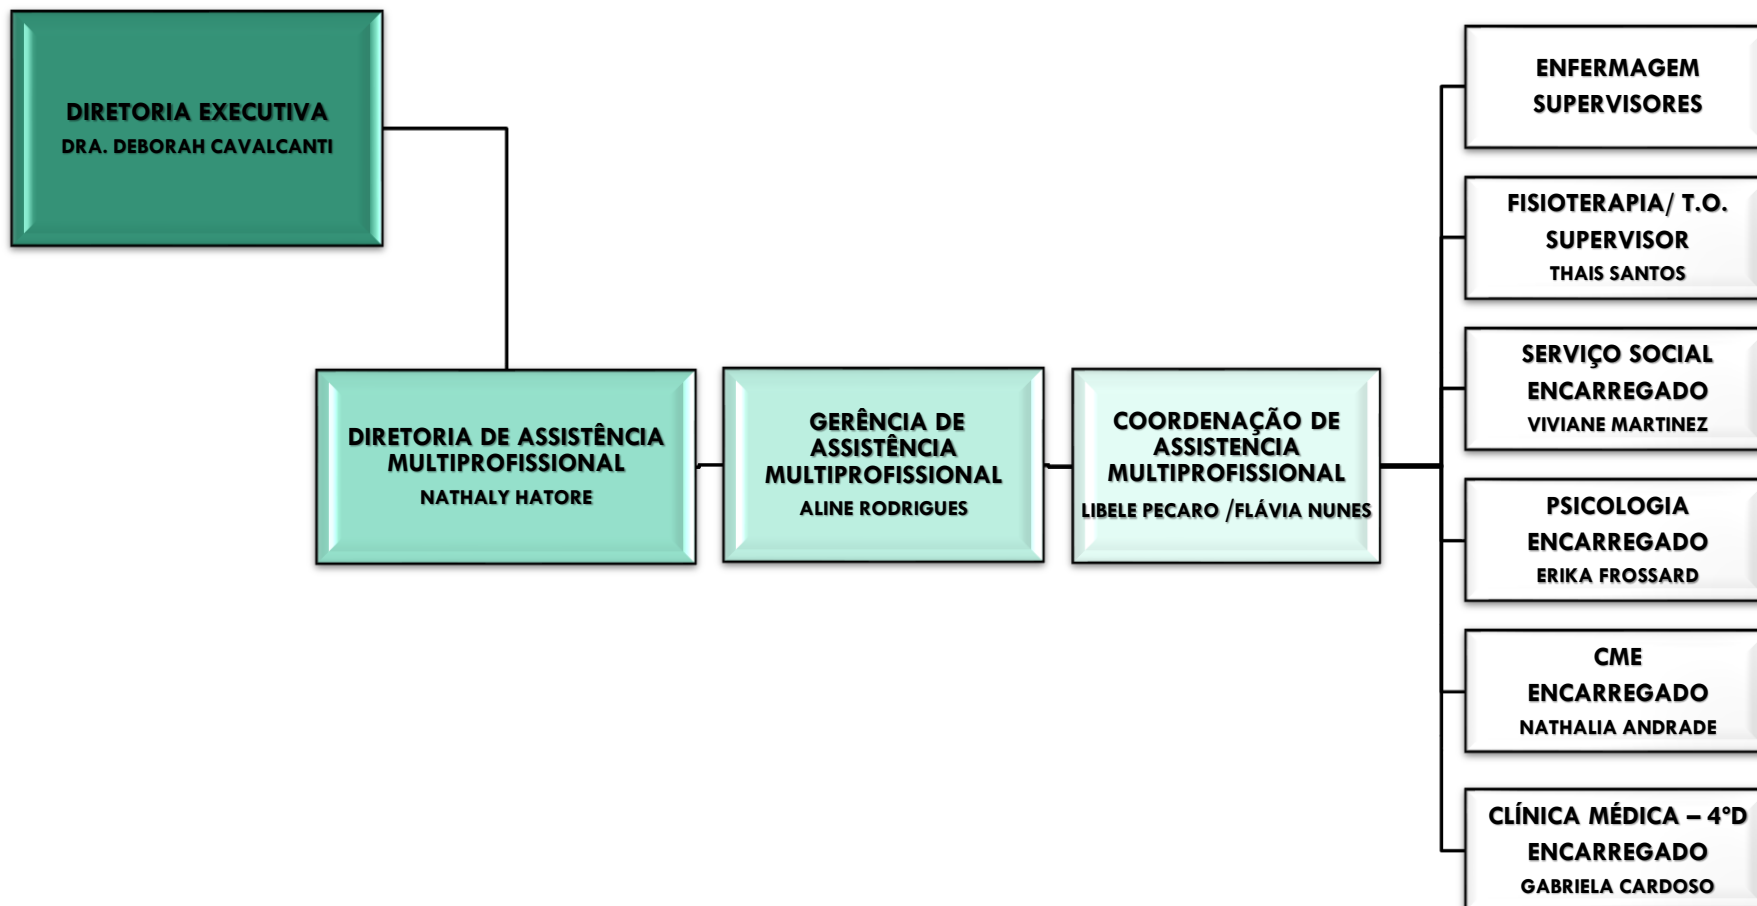 DIRETORIA EXECUTIVA
DRA. DEBORAH CAVALCANTI
DIRETORIA DE ASSISTÊNCIA
MULTIPROFISSIONAL
NATHALY HATORE
GERÊNCIA DE
ASSISTÊNCIA
MULTIPROFISSIONAL
ALINE RODRIGUES
COORDENAÇÃO DE
ASSISTENCIA
MULTIPROFISSIONAL
LIBELE PECARO /FLÁVIA NUNES
ENFERMAGEM
SUPERVISORES
FISIOTERAPIA/ T.O.
SUPERVISOR
THAIS SANTOS
SERVIÇO SOCIAL
ENCARREGADO
VIVIANE MARTINEZ
PSICOLOGIA
ENCARREGADO
ERIKA FROSSARD
CME
ENCARREGADO
NATHALIA ANDRADE
CLÍNICA MÉDICA – 4ºD
ENCARREGADO
GABRIELA CARDOSO